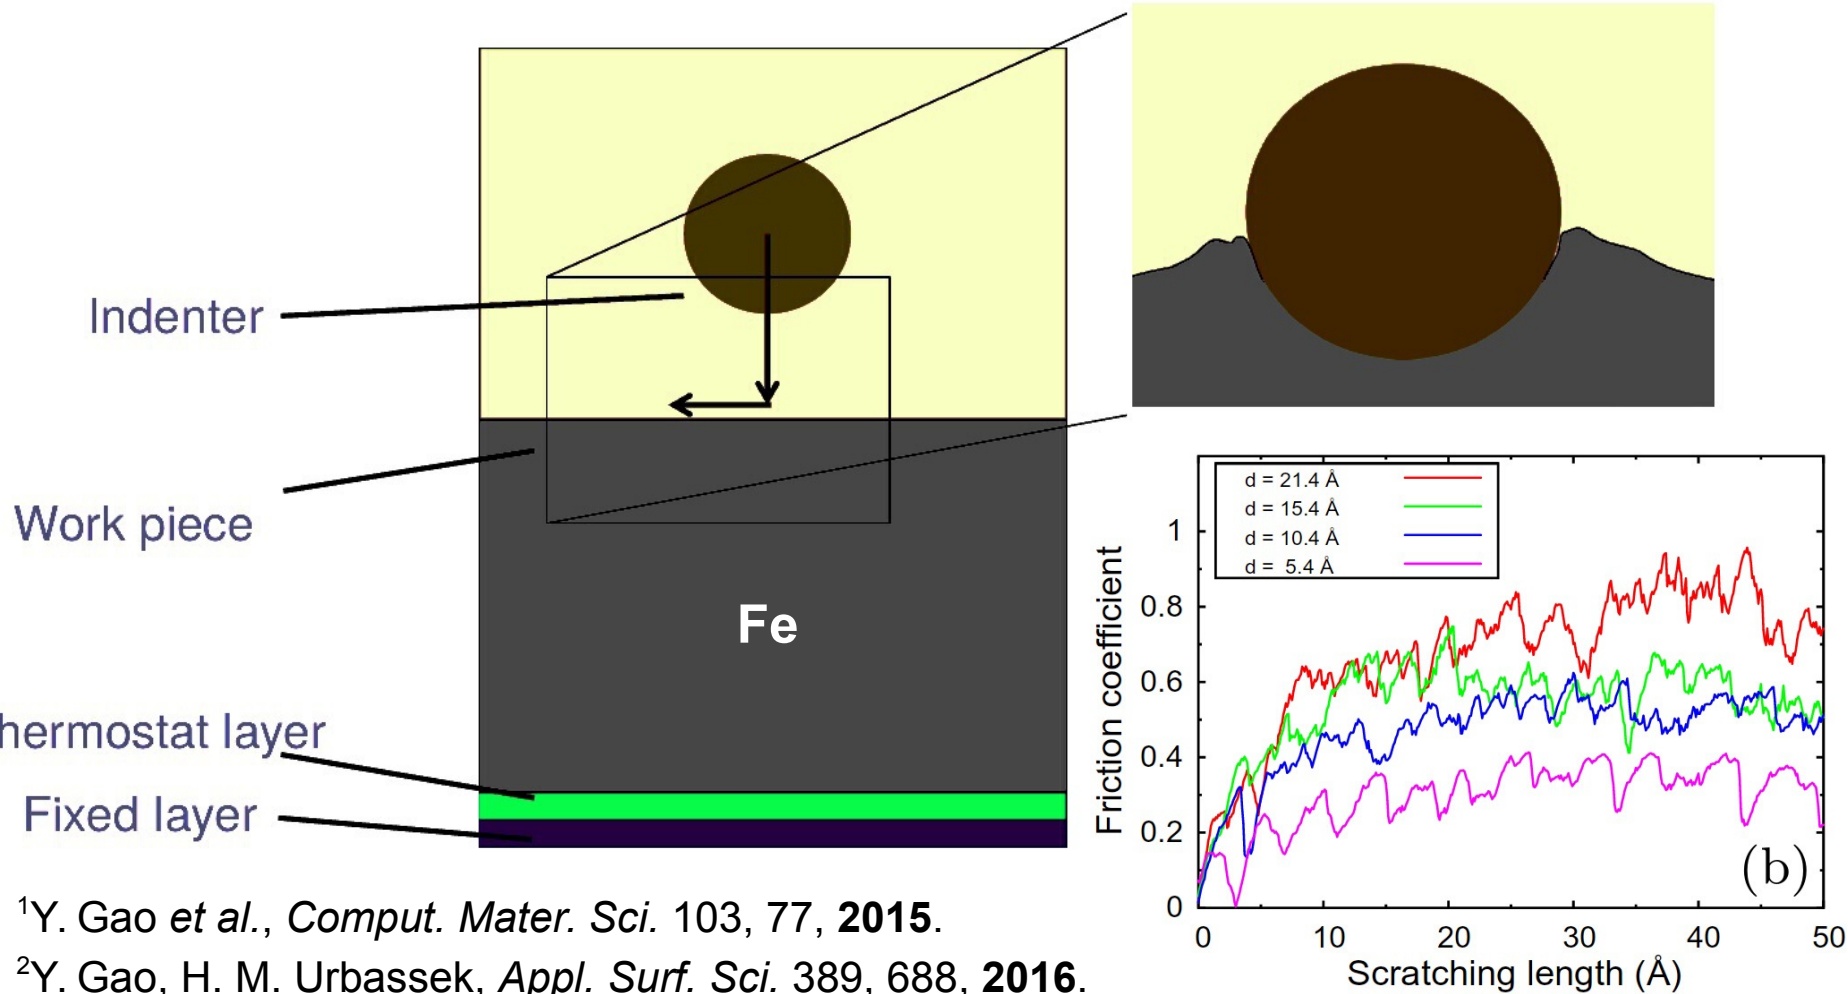 Indenter
Work piece
Fe
hermostat layer
Fixed layer
d = 21.4 Å
d = 15.4 Å
d = 10.4 Å
d = 5.4 Å
Friction coefficient
1
0.8
0.6
0.4
0.2
0
(b)
0 10 20 30 40 50
Scratching length (Å)
¹Y. Gao et al., Comput. Mater. Sci. 103, 77, 2015.
²Y. Gao, H. M. Urbassek, Appl. Surf. Sci. 389, 688, 2016.